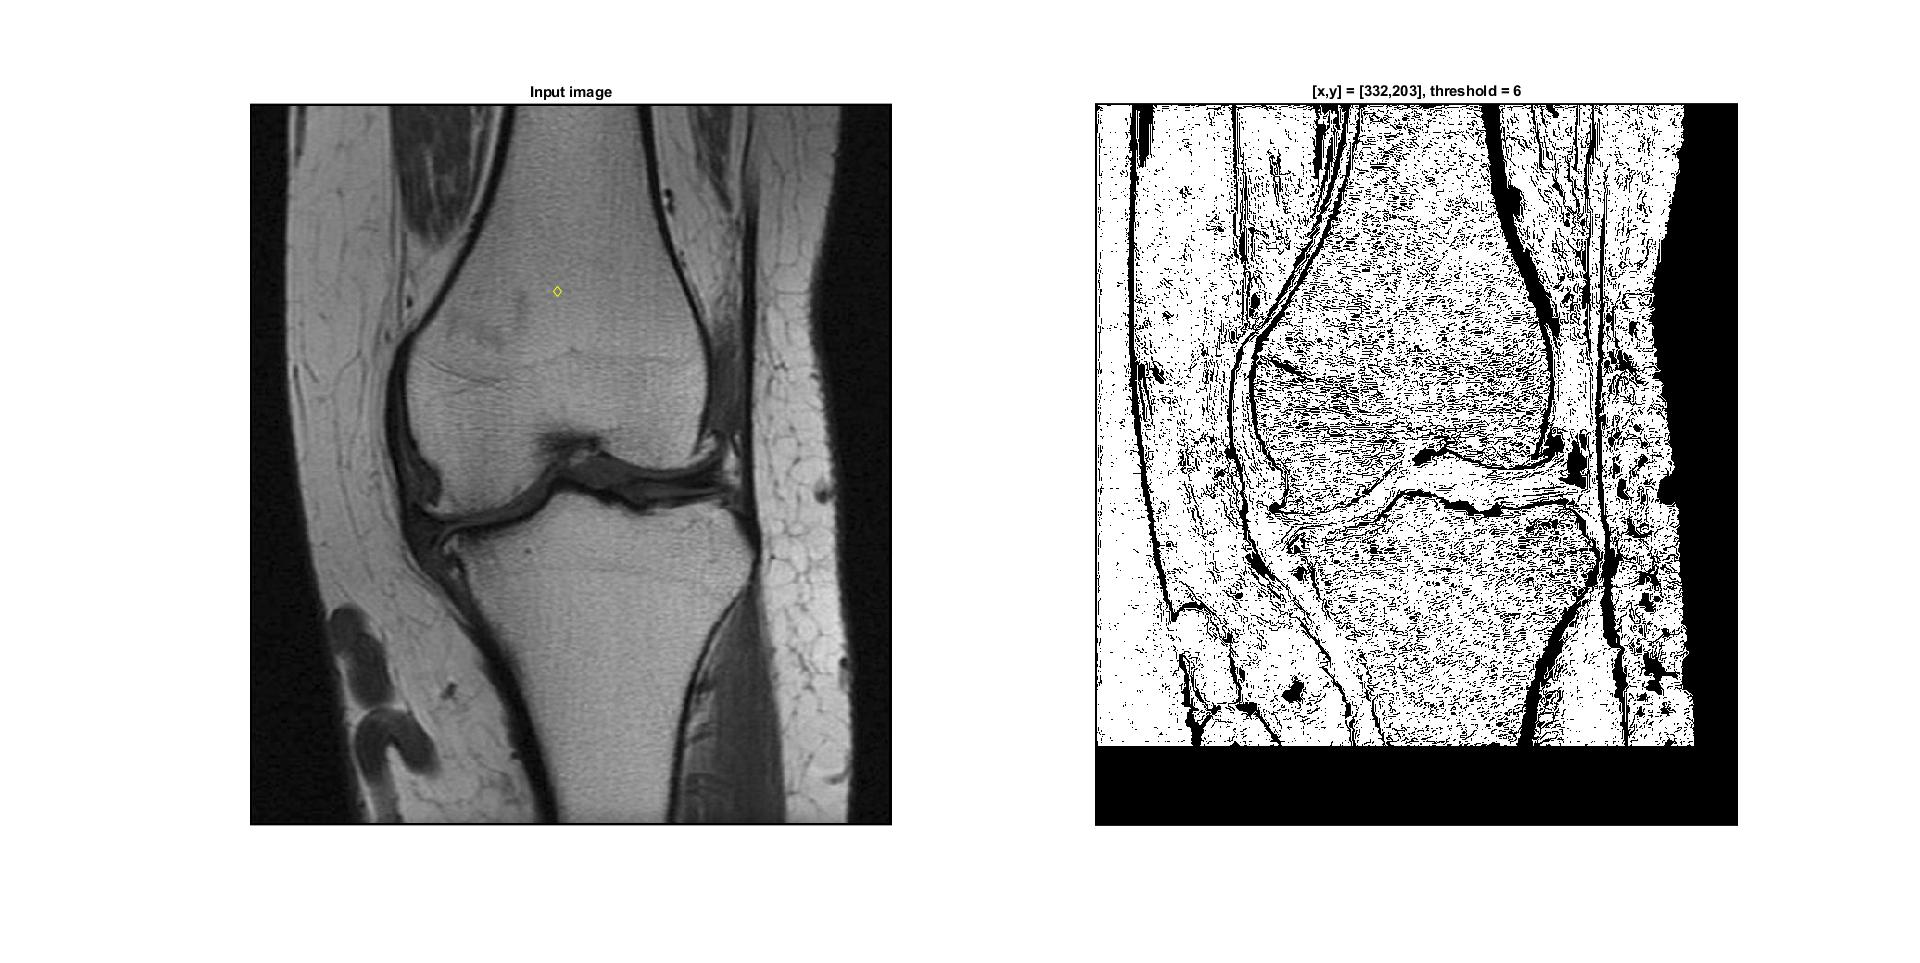 Input image
[x,y] = [332,203], threshold = 6